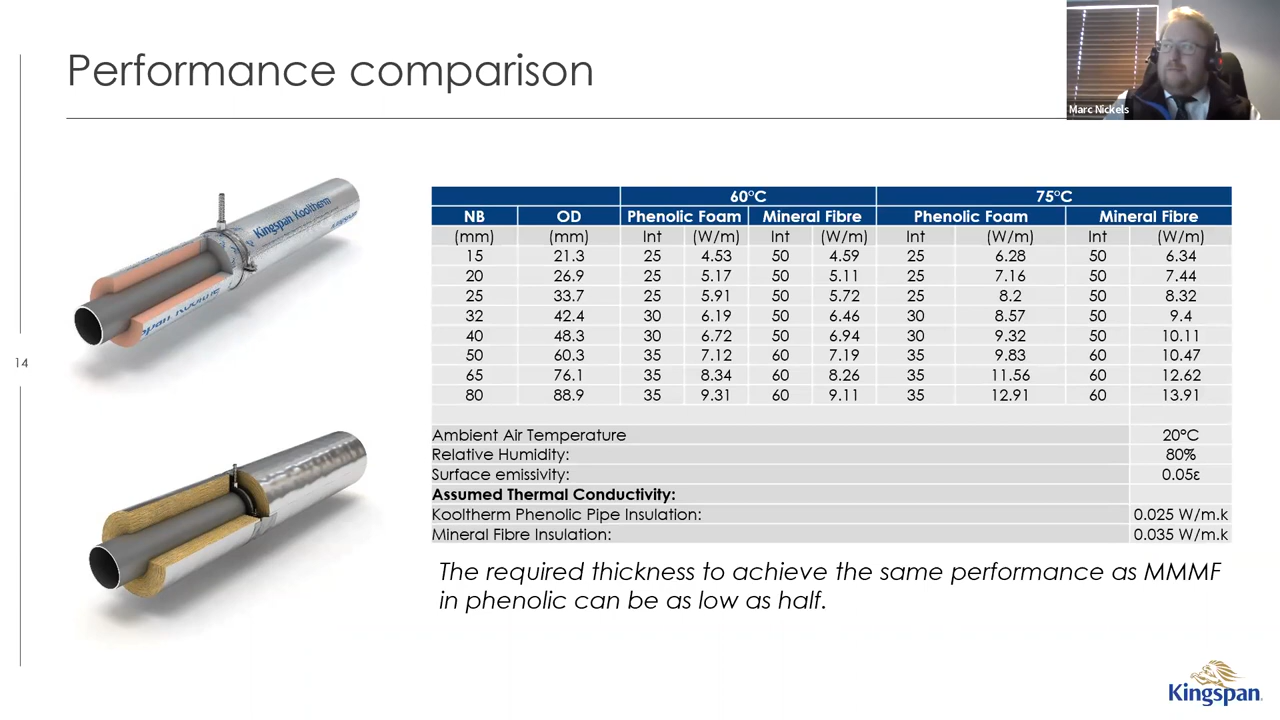 Performance comparison
Marc Nickels
Kingspan Kooltherm
14
60°C 75°C
NB OD Phenolic Foam Mineral Fibre Phenolic Foam Mineral Fibre
(mm) (mm) Int (W/m) Int (W/m) Int (W/m) Int (W/m)
15 21.3 25 4.53 50 4.59 25 6.28 50 6.34
20 26.9 25 5.17 50 5.11 25 7.16 50 7.44
25 33.7 25 5.91 50 5.72 25 8.2 50 8.32
32 42.4 30 6.19 50 6.46 30 8.57 50 9.4
40 48.3 30 6.72 50 6.94 30 9.32 50 10.11
50 60.3 35 7.12 60 7.19 35 9.83 60 10.47
65 76.1 35 8.34 60 8.26 35 11.56 60 12.62
80 88.9 35 9.31 60 9.11 35 12.91 60 13.91
Ambient Air Temperature 20°C
Relative Humidity: 80%
Surface emissivity: 0.05ε
Assumed Thermal Conductivity:
Kooltherm Phenolic Pipe Insulation: 0.025 W/m.k
Mineral Fibre Insulation: 0.035 W/m.k
The required thickness to achieve the same performance as MMMF
in phenolic can be as low as half.
Kingspan